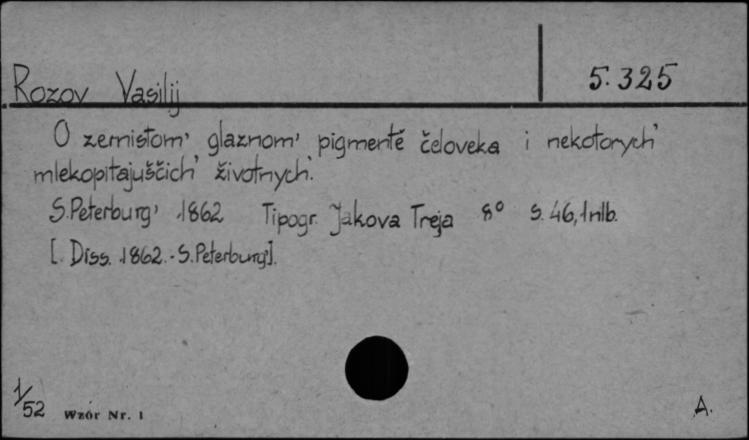 5.325
Rozov Vasilij
O zernistom' glaznom' pigmentě čeloveka i nekotorych'
mlekopitajuščich' životnych'.
S.Peterburg' 1862 Tipogr. Jakova Treja 8° S. 46, 1 nlb.
[Diss. 1862.-S.Peterburg'].
1/52 Wzór Nr. 1
A.